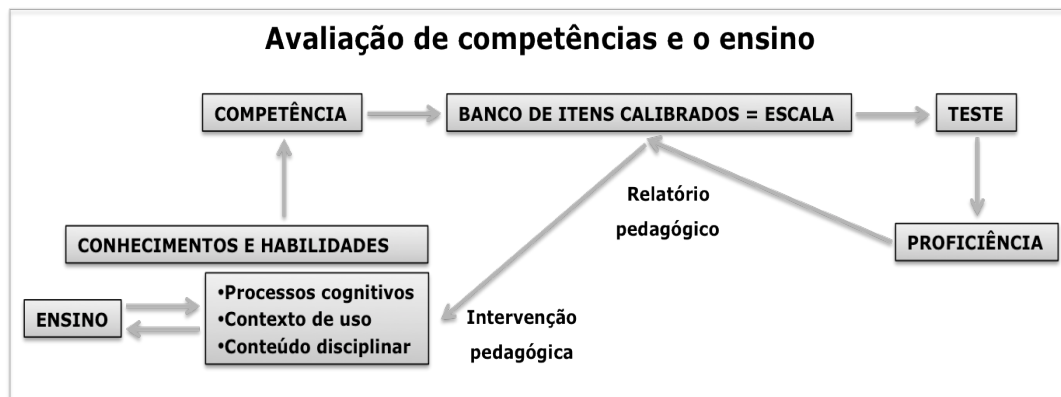 Avaliação de competências e o ensino
COMPETÊNCIA
BANCO DE ITENS CALIBRADOS = ESCALA
TESTE
Relatório
pedagógico
CONHECIMENTOS E HABILIDADES
PROFICIÊNCIA
ENSINO
•Processos cognitivos
•Contexto de uso
•Conteúdo disciplinar
Intervenção
pedagógica